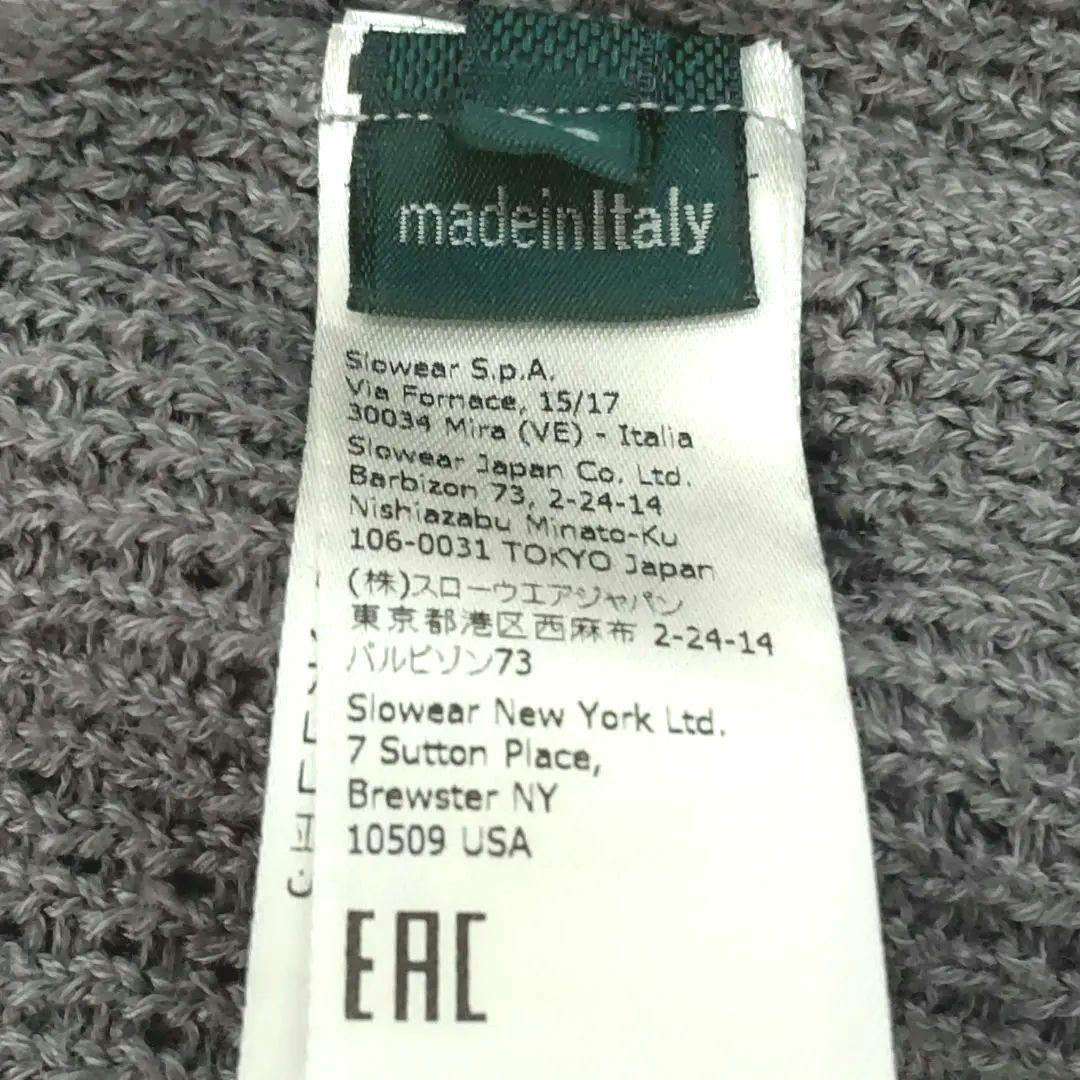 madeinItaly
Slowear S.p.A.
Via Fornace, 15/17
30034 Mira (VE) - Italia
Slowear Japan Co. Ltd.
Barbizon 73, 2-24-14
Nishiazabu Minato-Ku
106-0031 TOKYO Japan
(株)スローウエアジャパン
東京都港区西麻布 2-24-14
バルビゾン73
Slowear New York Ltd.
7 Sutton Place,
Brewster NY
10509 USA
EAC